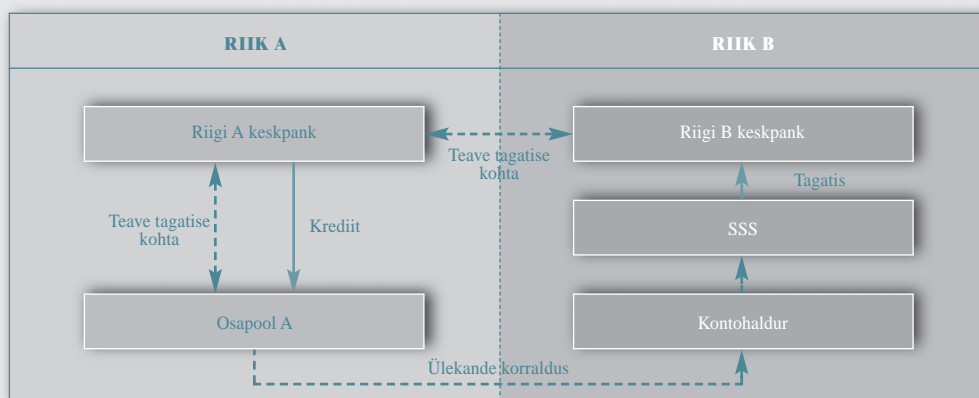 RIIK A
RIIK B
Riigi A keskpank
Riigi B keskpank
Teave tagatise
kohta
Tagatis
Teave tagatise
kohta
Krediit
SSS
Osapool A
Kontohaldur
Ülekande korraldus